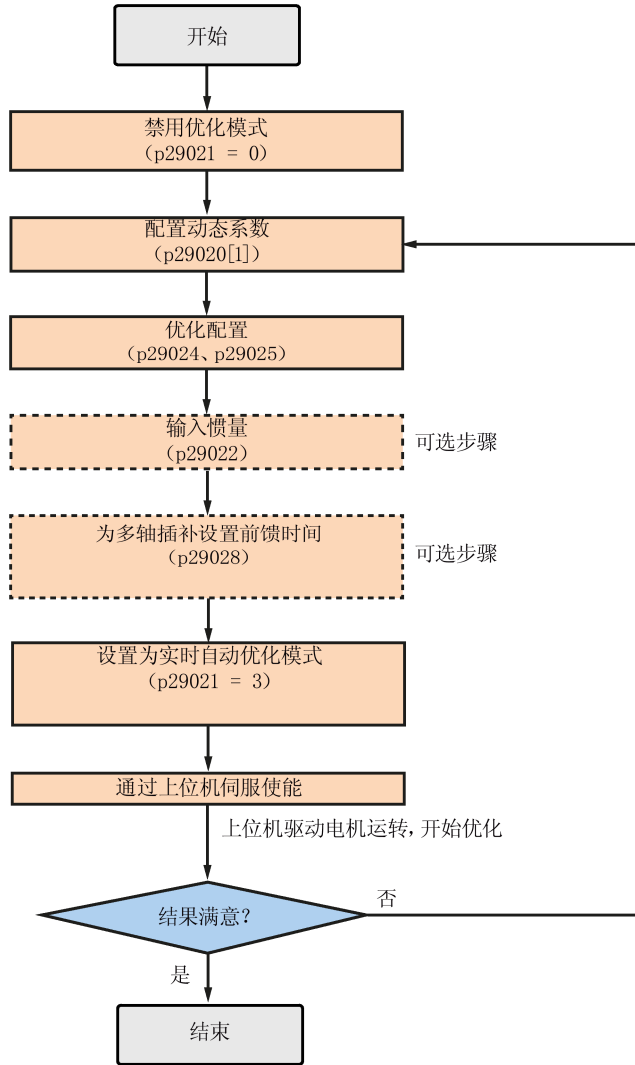 开始
禁用优化模式
（p29021 = 0）
配置动态系数
（p29020[1]）
优化配置
（p29024、p29025）
输入惯量
（p29022）
可选步骤
为多轴插补设置前馈时间
（p29028）
可选步骤
设置为实时自动优化模式
（p29021 = 3）
通过上位机伺服使能
上位机驱动电机运转，开始优化
结果满意？
否
是
结束